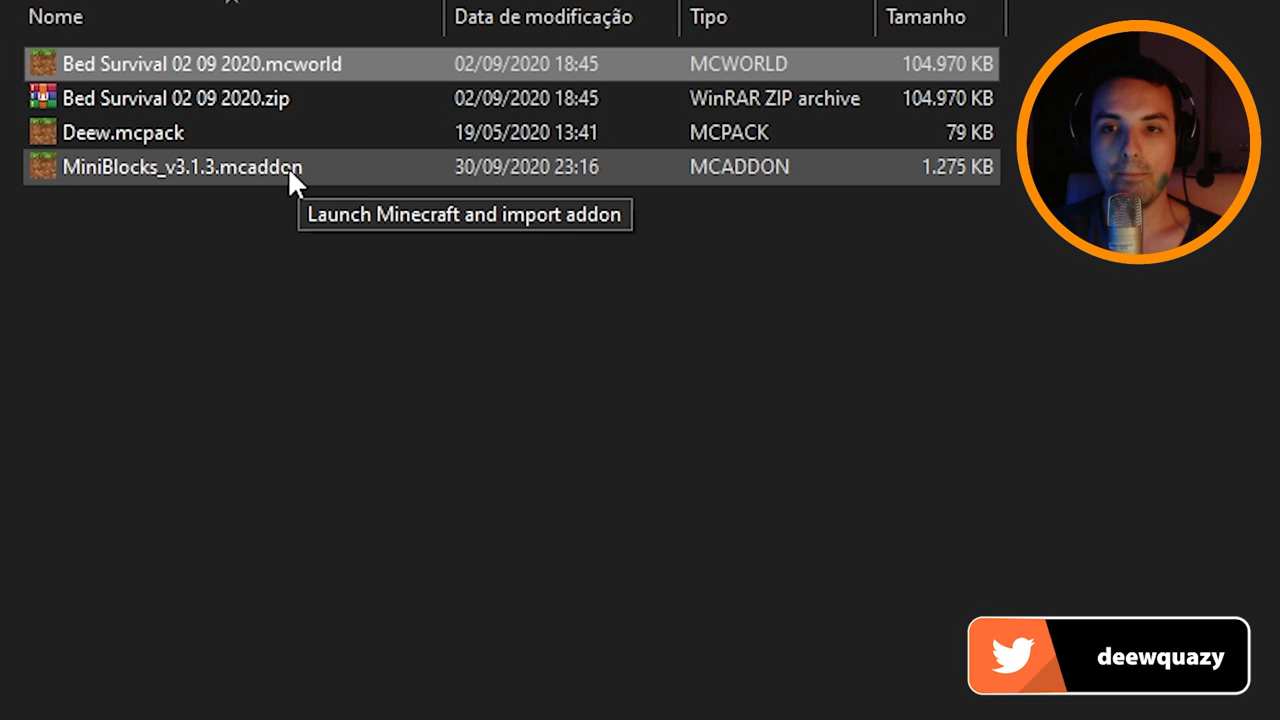 Nome Data de modificação Tipo Tamanho
Bed Survival 02 09 2020.mcworld 02/09/2020 18:45 MCWORLD 104.970 KB
Bed Survival 02 09 2020.zip 02/09/2020 18:45 WinRAR ZIP archive 104.970 KB
Deew.mcpack 19/05/2020 13:41 MCPACK 79 KB
MiniBlocks_v3.1.3.mcaddon 30/09/2020 23:16 MCADDON 1.275 KB
Launch Minecraft and import addon
deewquazy